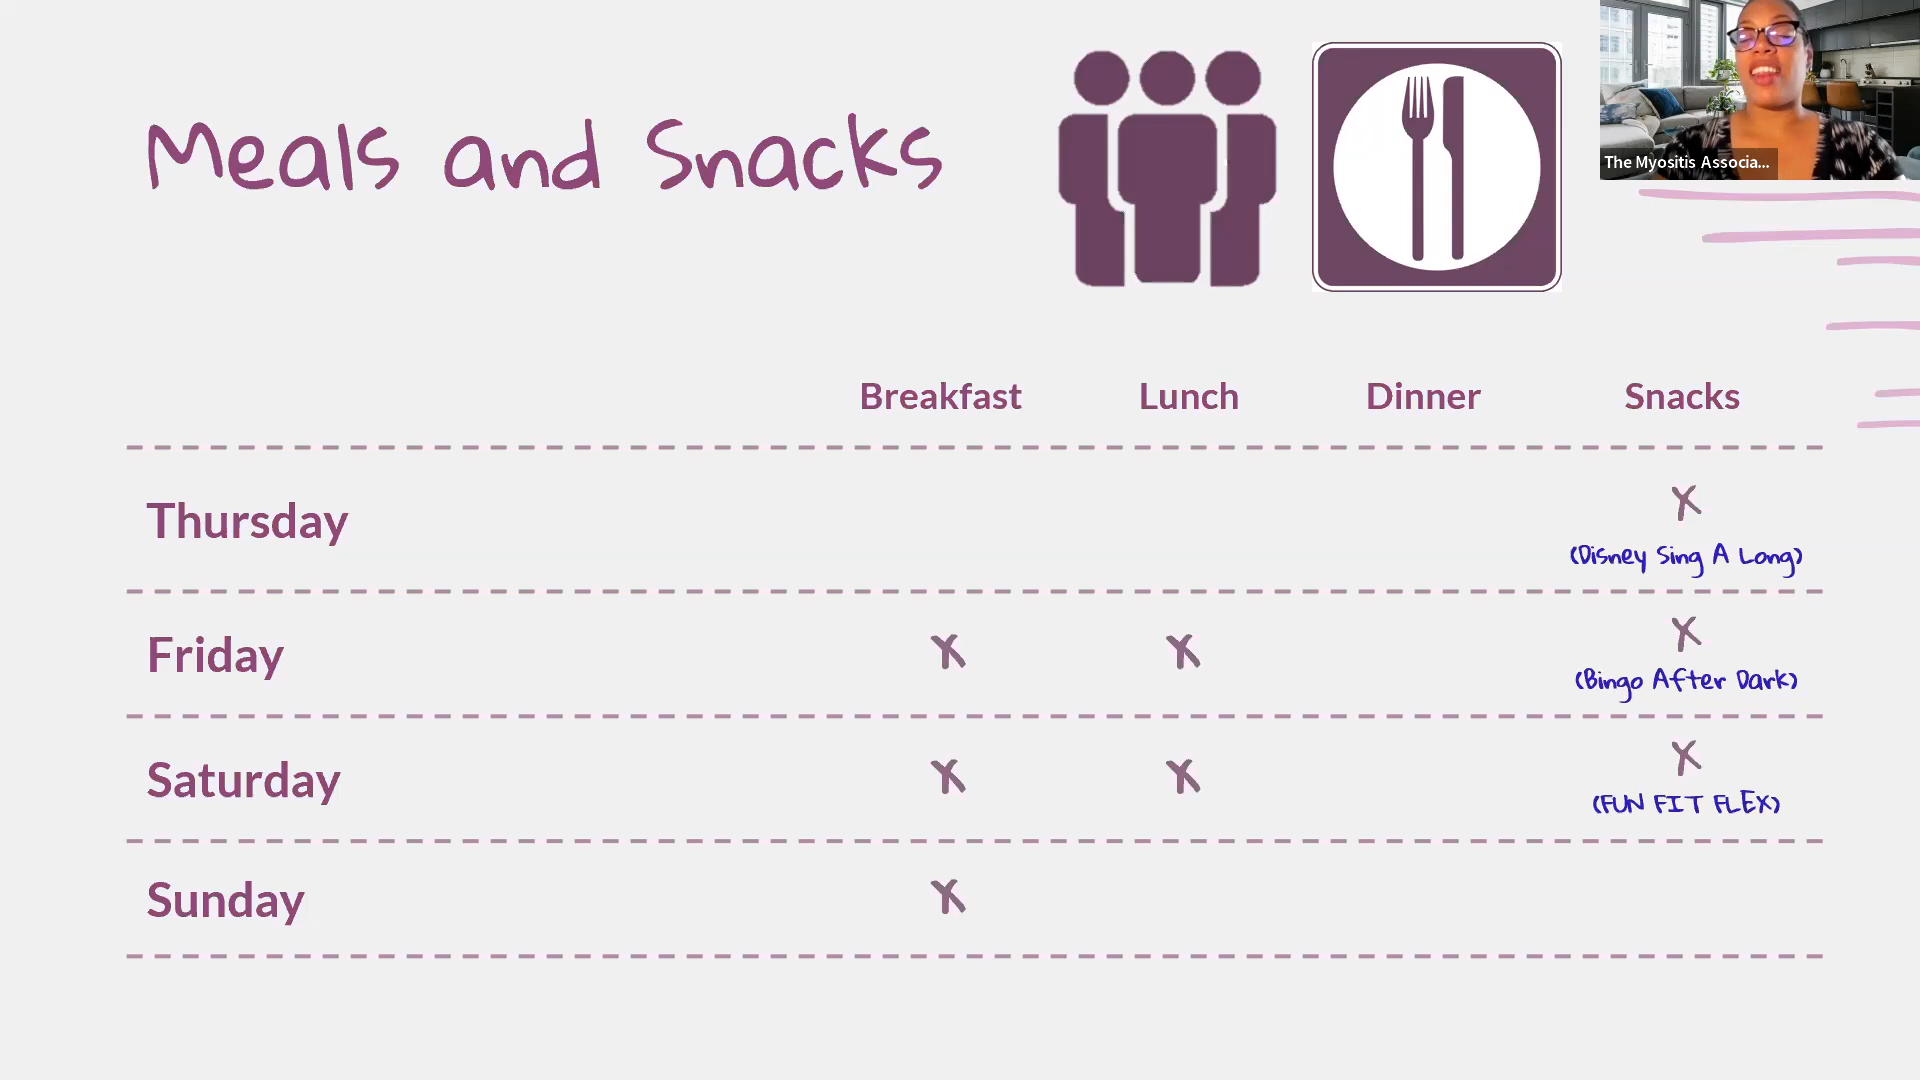 Meals and Snacks
The Myositis Associa...
Breakfast Lunch Dinner Snacks
Thursday X
(Disney Sing A Long)
Friday X X X
(Bingo After Dark)
Saturday X X X
(FUN FIT FLEX)
Sunday X